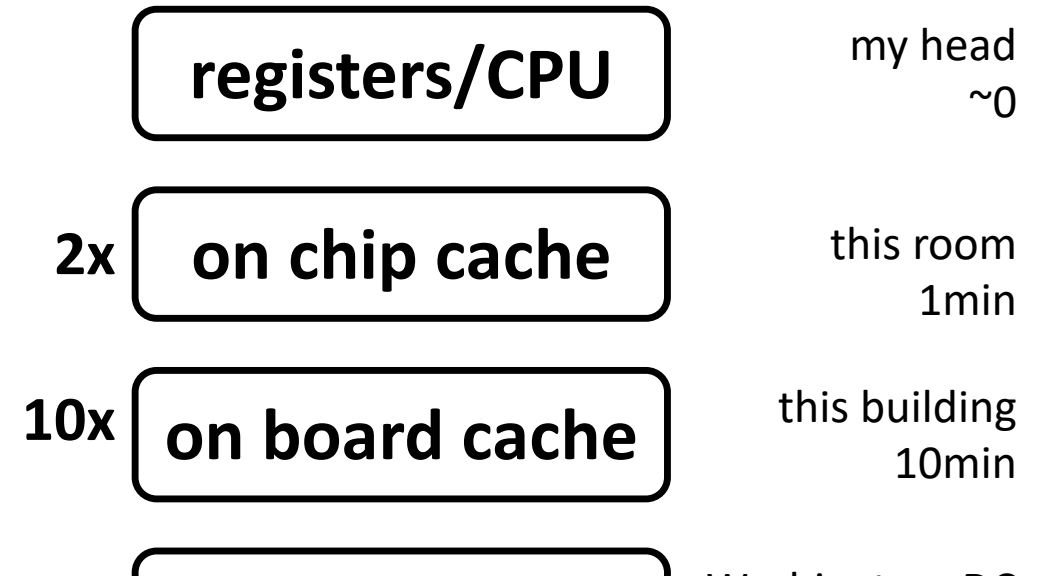 registers/CPU
my head
~0
2x
on chip cache
this room
1min
10x
on board cache
this building
10min